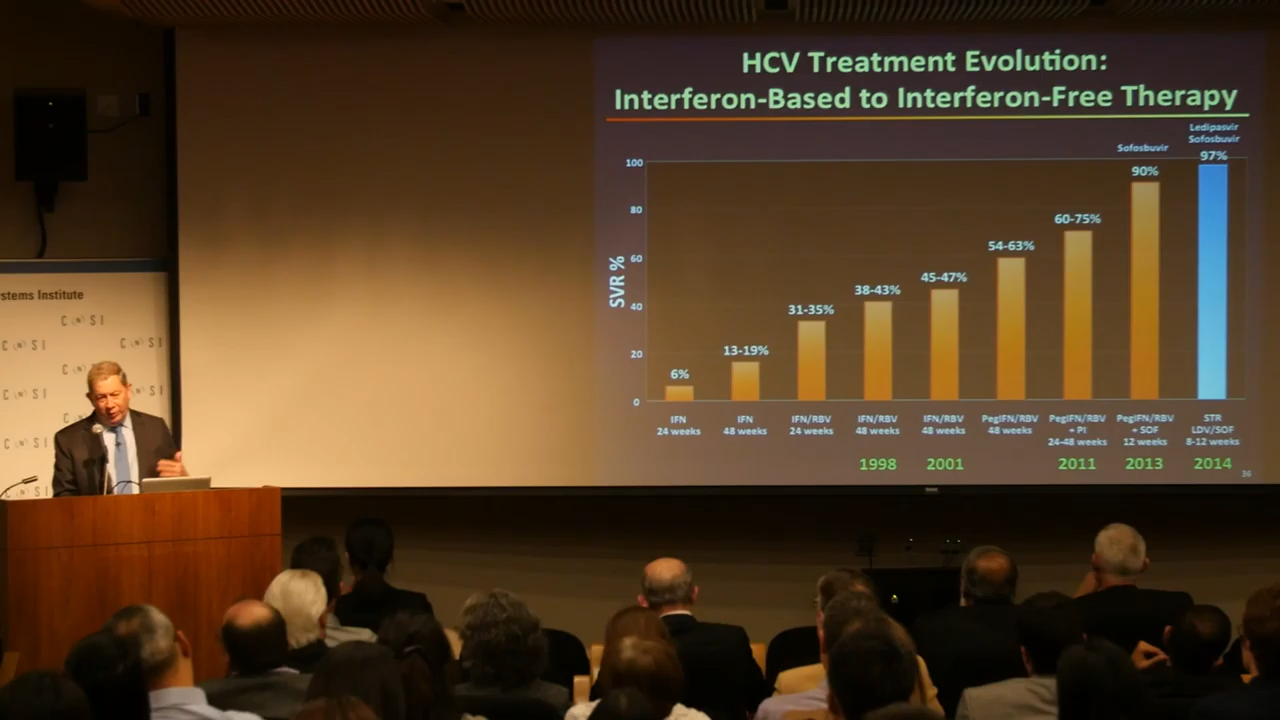 HCV Treatment Evolution:
Interferon-Based to Interferon-Free Therapy
Ledipasvir
Sofosbuvir
Sofosbuvir
97%
90%
60-75%
54-63%
45-47%
38-43%
31-35%
13-19%
6%
SVR %
100
80
60
40
20
0
IFN
24 weeks
IFN
48 weeks
IFN/RBV
24 weeks
IFN/RBV
48 weeks
IFN/RBV
48 weeks
PegIFN/RBV
48 weeks
PegIFN/RBV
+ PI
24-48 weeks
PegIFN/RBV
+ SOF
12 weeks
STR
LDV/SOF
8-12 weeks
1998
2001
2011
2013
2014
36
stems Institute